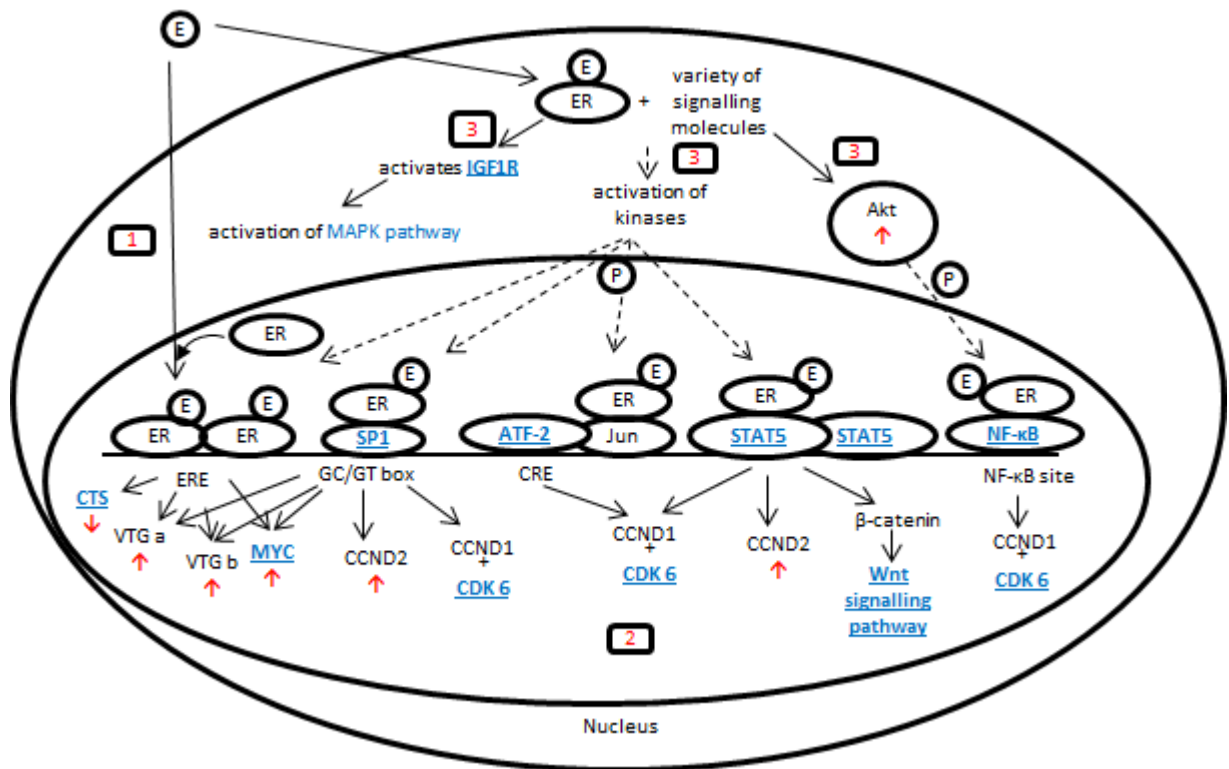 E
E
ER
+
variety of
signalling
molecules
3
3
3
activates IGF1R
activation of
kinases
Akt
activation of MAPK pathway
1
P
P
ER
E
E
E
E
E
E
ER
ER
ER
ER
ER
ER
SP1
ATF-2
Jun
STAT5
STAT5
NF-κB
ERE
GC/GT box
CRE
NF-κB site
CTS
VTG a
VTG b
MYC
CCND2
CCND1
+
CDK 6
CCND1
+
CDK 6
CCND2
β-catenin
Wnt
signalling
pathway
CCND1
+
CDK 6
2
Nucleus